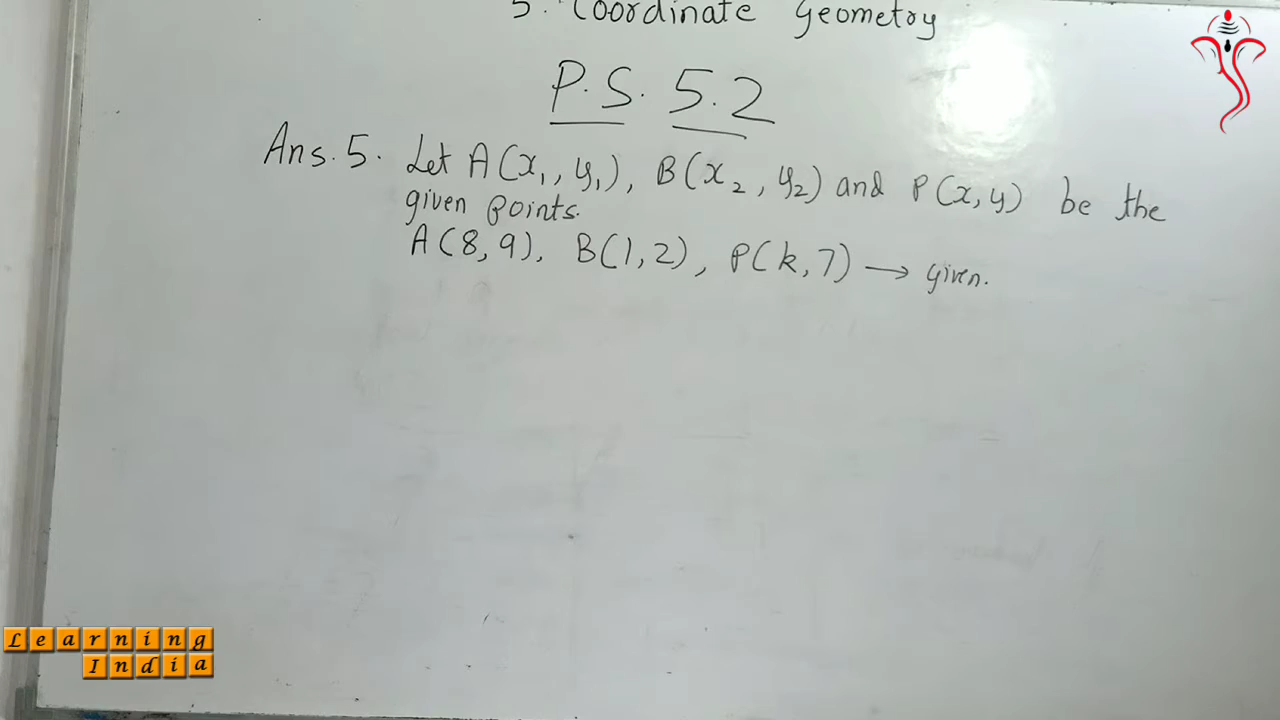 5. Coordinate Geometry
P.S. 5.2
Ans. 5. Let A(x₁, y₁), B(x₂, y₂) and P(x, y) be the
given points.
A(8, 9), B(1, 2), P(k, 7) → given.
Learning
India